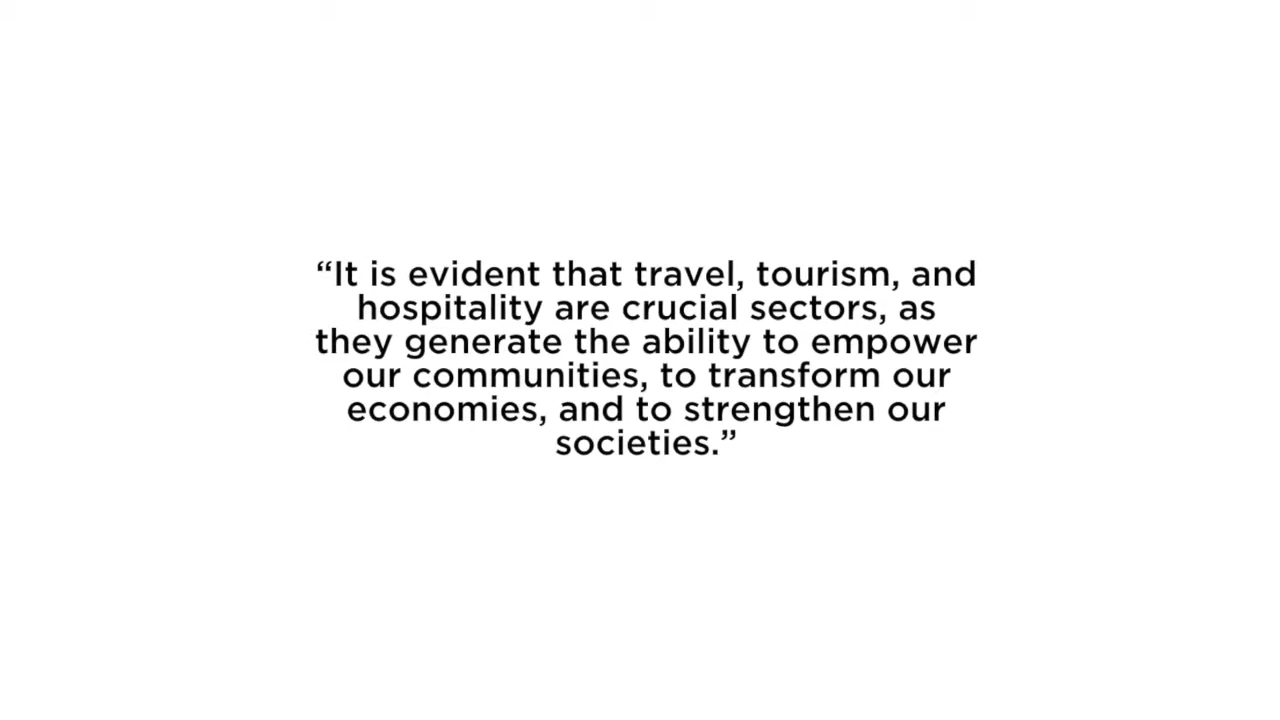 “It is evident that travel, tourism, and
hospitality are crucial sectors, as
they generate the ability to empower
our communities, to transform our
economies, and to strengthen our
societies.”